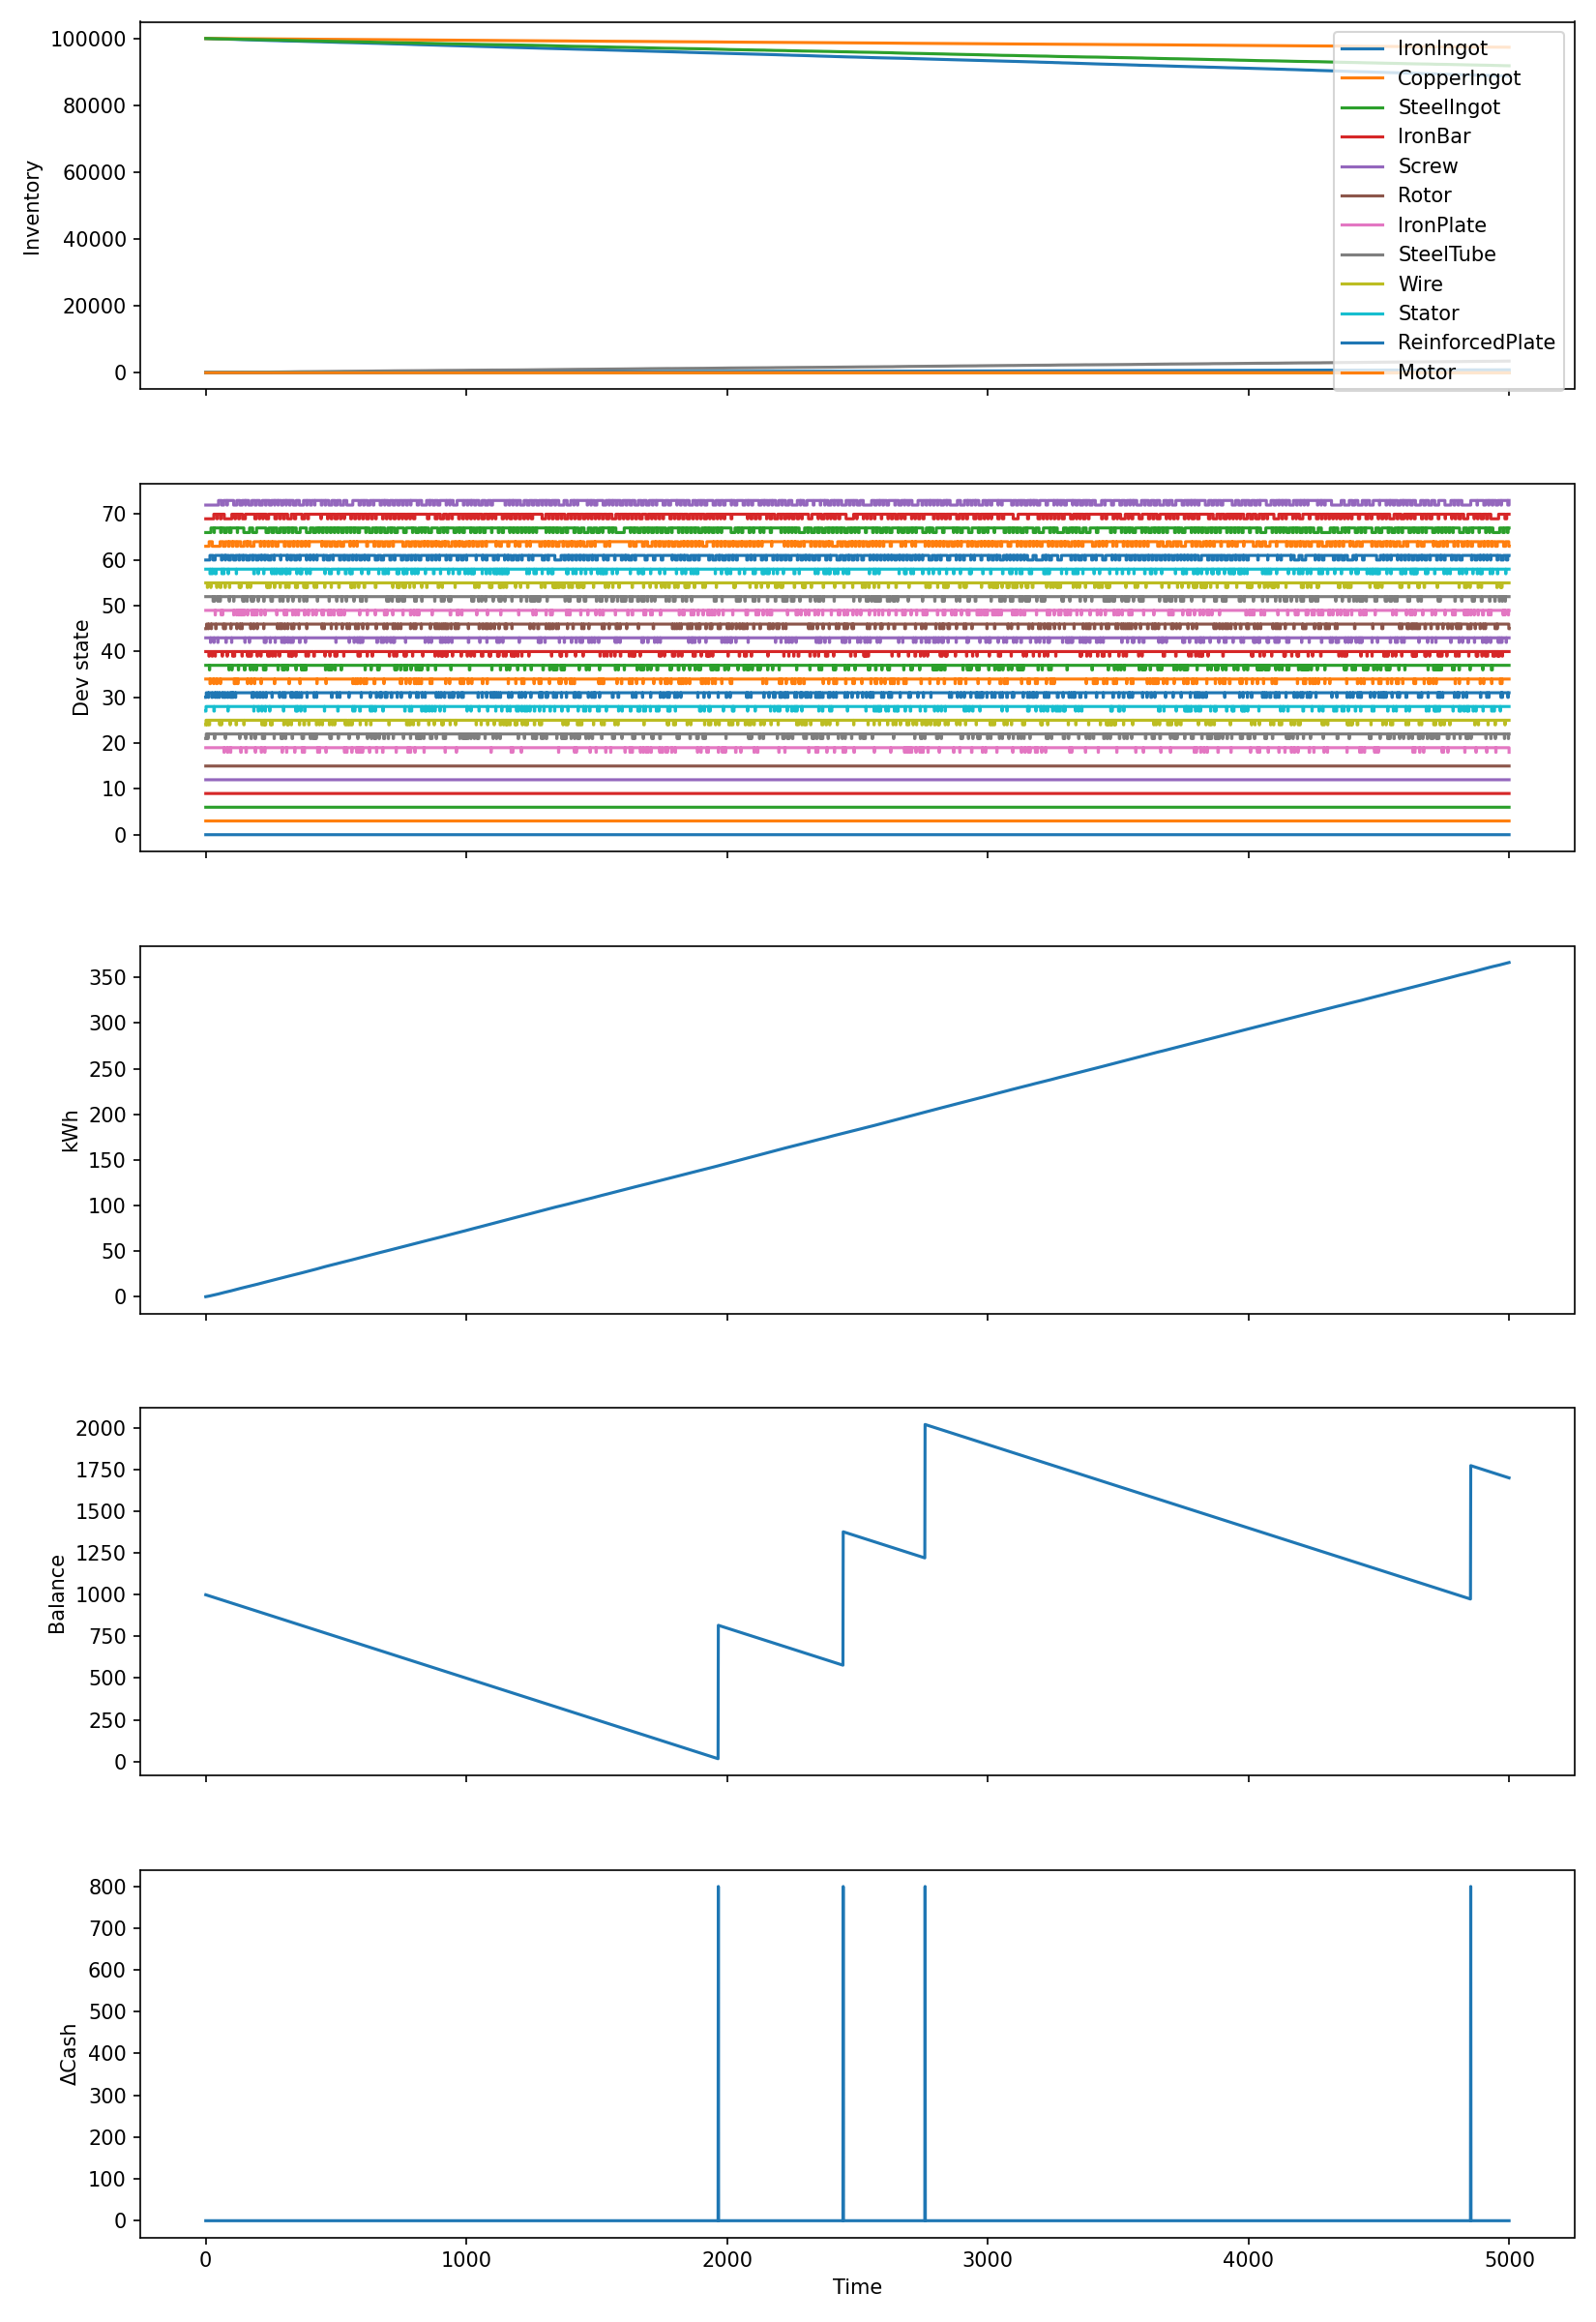 100000
80000
60000
40000
20000
0
Inventory
IronIngot
CopperIngot
SteelIngot
IronBar
Screw
Rotor
IronPlate
SteelTube
Wire
Stator
ReinforcedPlate
Motor
70
60
50
40
30
20
10
0
Dev state
350
300
250
200
150
100
50
0
kWh
2000
1750
1500
1250
1000
750
500
250
0
Balance
800
700
600
500
400
300
200
100
0
ΔCash
0 1000 2000 3000 4000 5000
Time